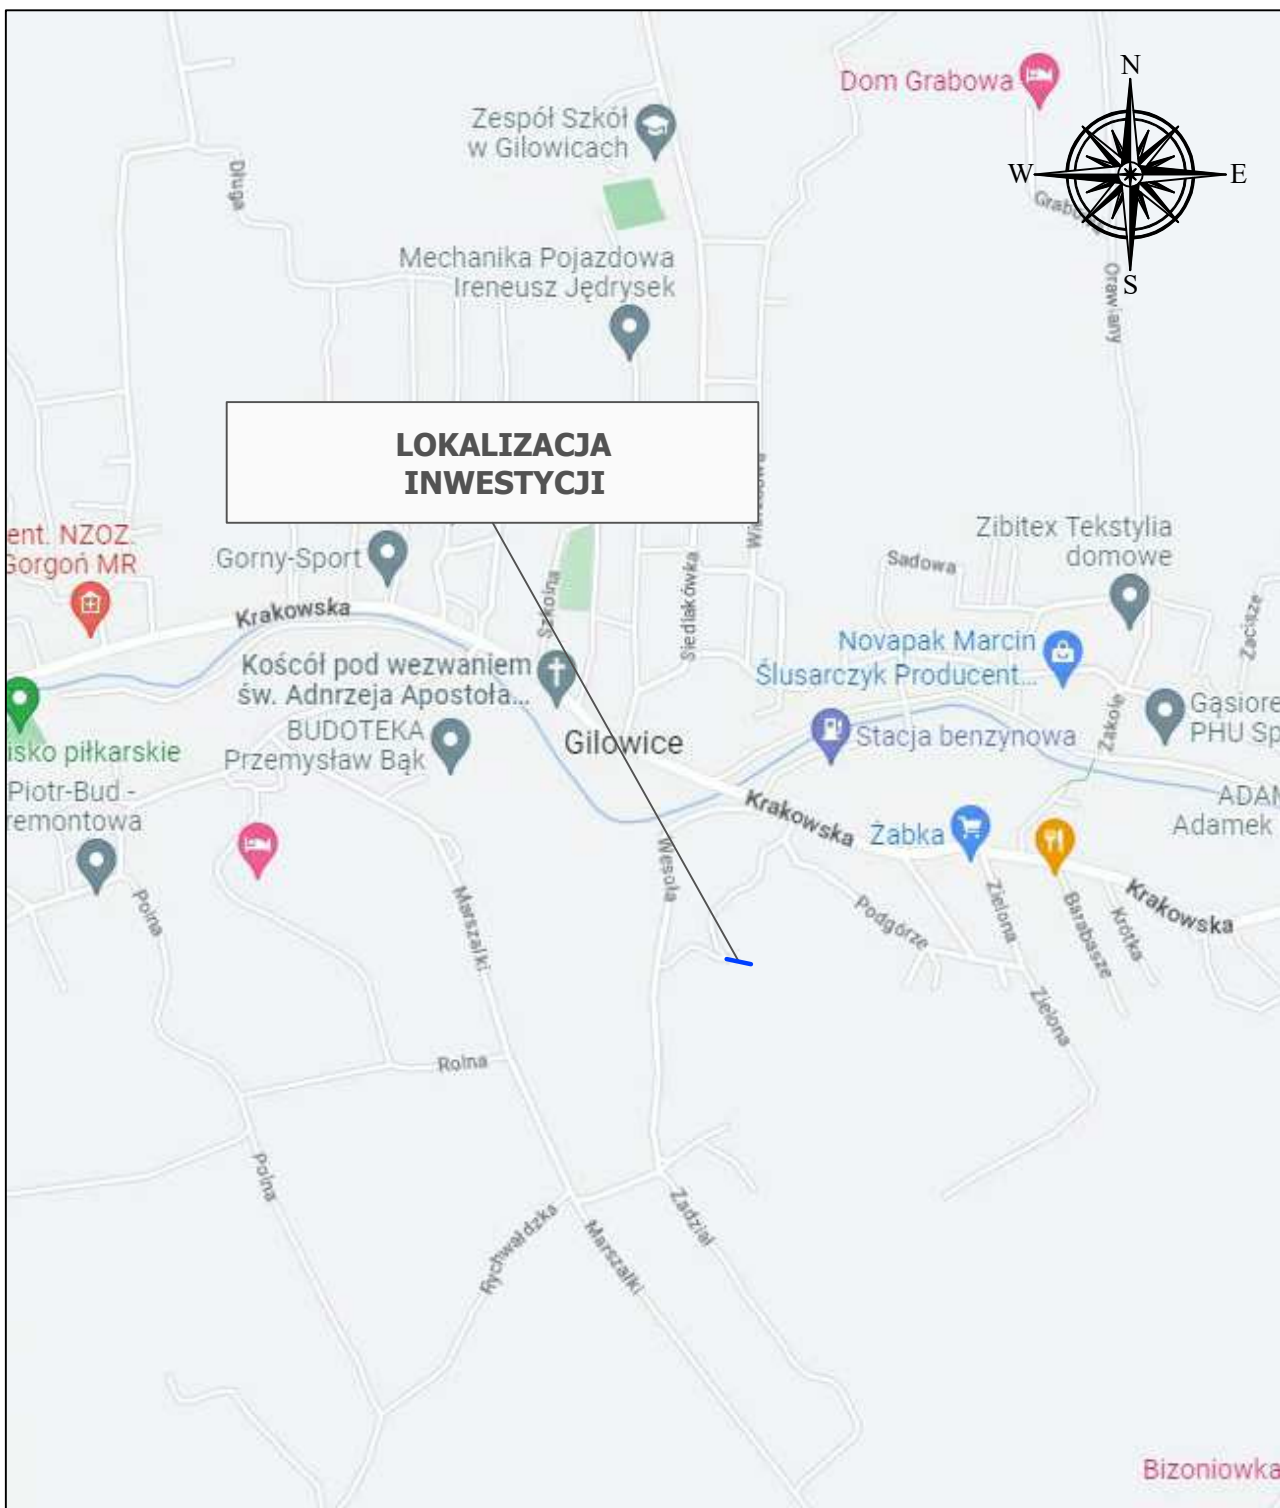 Dom Grabowa
N
Zespół Szkół
w Gilowicach
W
E
Długa
S
Mechanika Pojazdowa
Ireneusz Jędrysek
Orawiany
LOKALIZACJA
INWESTYCJI
ent. NZOZ.
Gorgoń MR
Gorny-Sport
Zibitex Tekstylia
domowe
Sadowa
Szkolna
Siedlakówka
Zacisze
Krakowska
Kośćół pod wezwaniem
św. Adnrzeja Apostoła...
Novapak Marcin
Ślusarczyk Producent...
BUDOTEKA
Przemysław Bąk
Gilowice
Stacja benzynowa
Zakole
Gąsiore
PHU Sp
isko piłkarskie
Piotr-Bud -
remontowa
ADAM
Adamek
Krakowska
Żabka
Wesoła
Polna
Marszalki
Podgórze
Zielona
Barabasze
Krótka
Krakowska
Zielona
Rolna
Polna
Rychwałdzka
Marszalki
Zadział
Bizoniowka